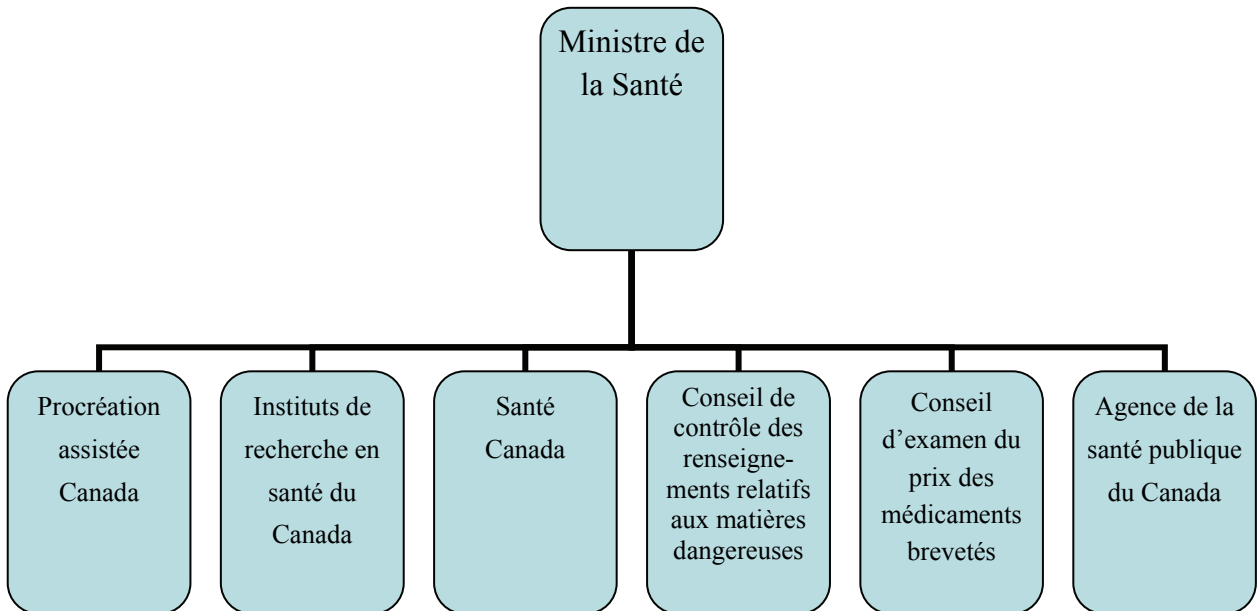 Ministre de
la Santé
Procréation
assistée
Canada
Instituts de
recherche en
santé du
Canada
Santé
Canada
Conseil de
contrôle des
renseigne-
ments relatifs
aux matières
dangereuses
Conseil
d’examen du
prix des
médicaments
brevetés
Agence de la
santé publique
du Canada